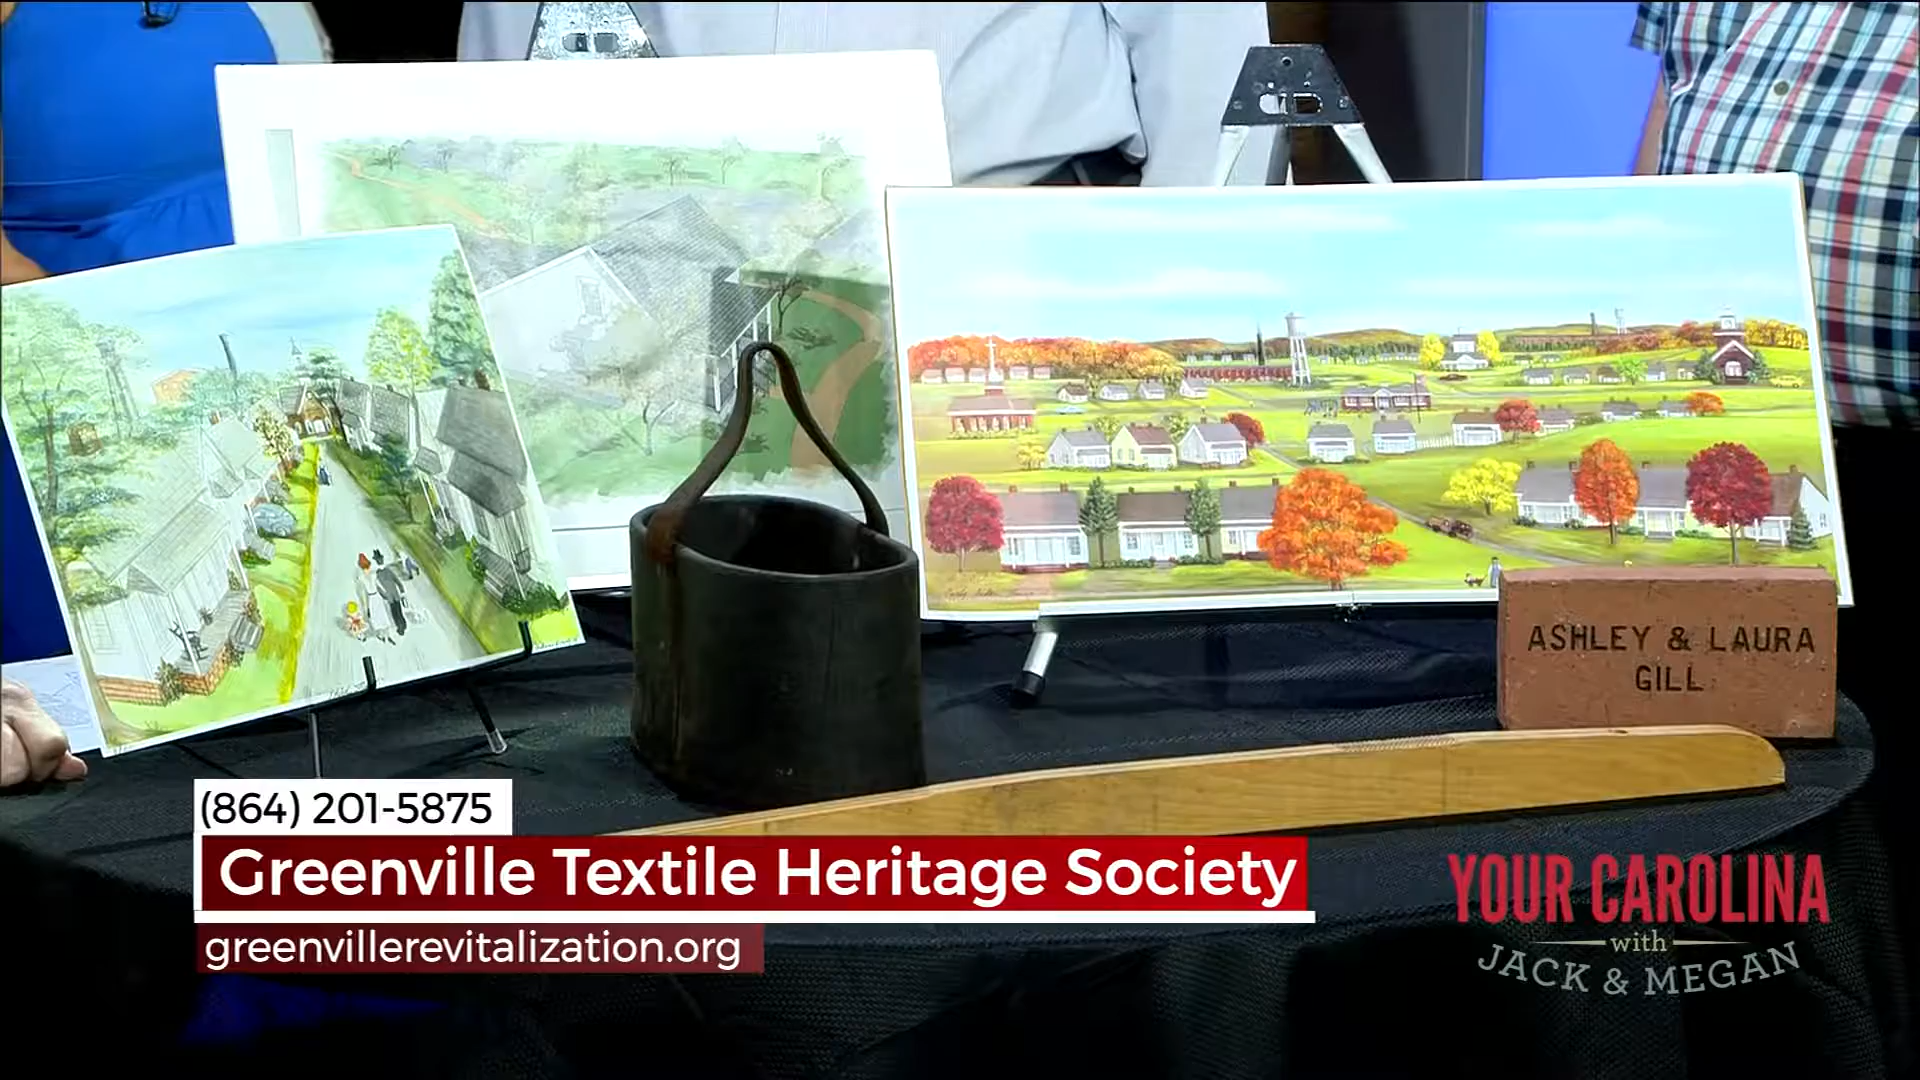 ASHLEY & LAURA
GILL
(864) 201-5875
Greenville Textile Heritage Society
greenvillerevitalization.org
YOUR CAROLINA
with
JACK & MEGAN